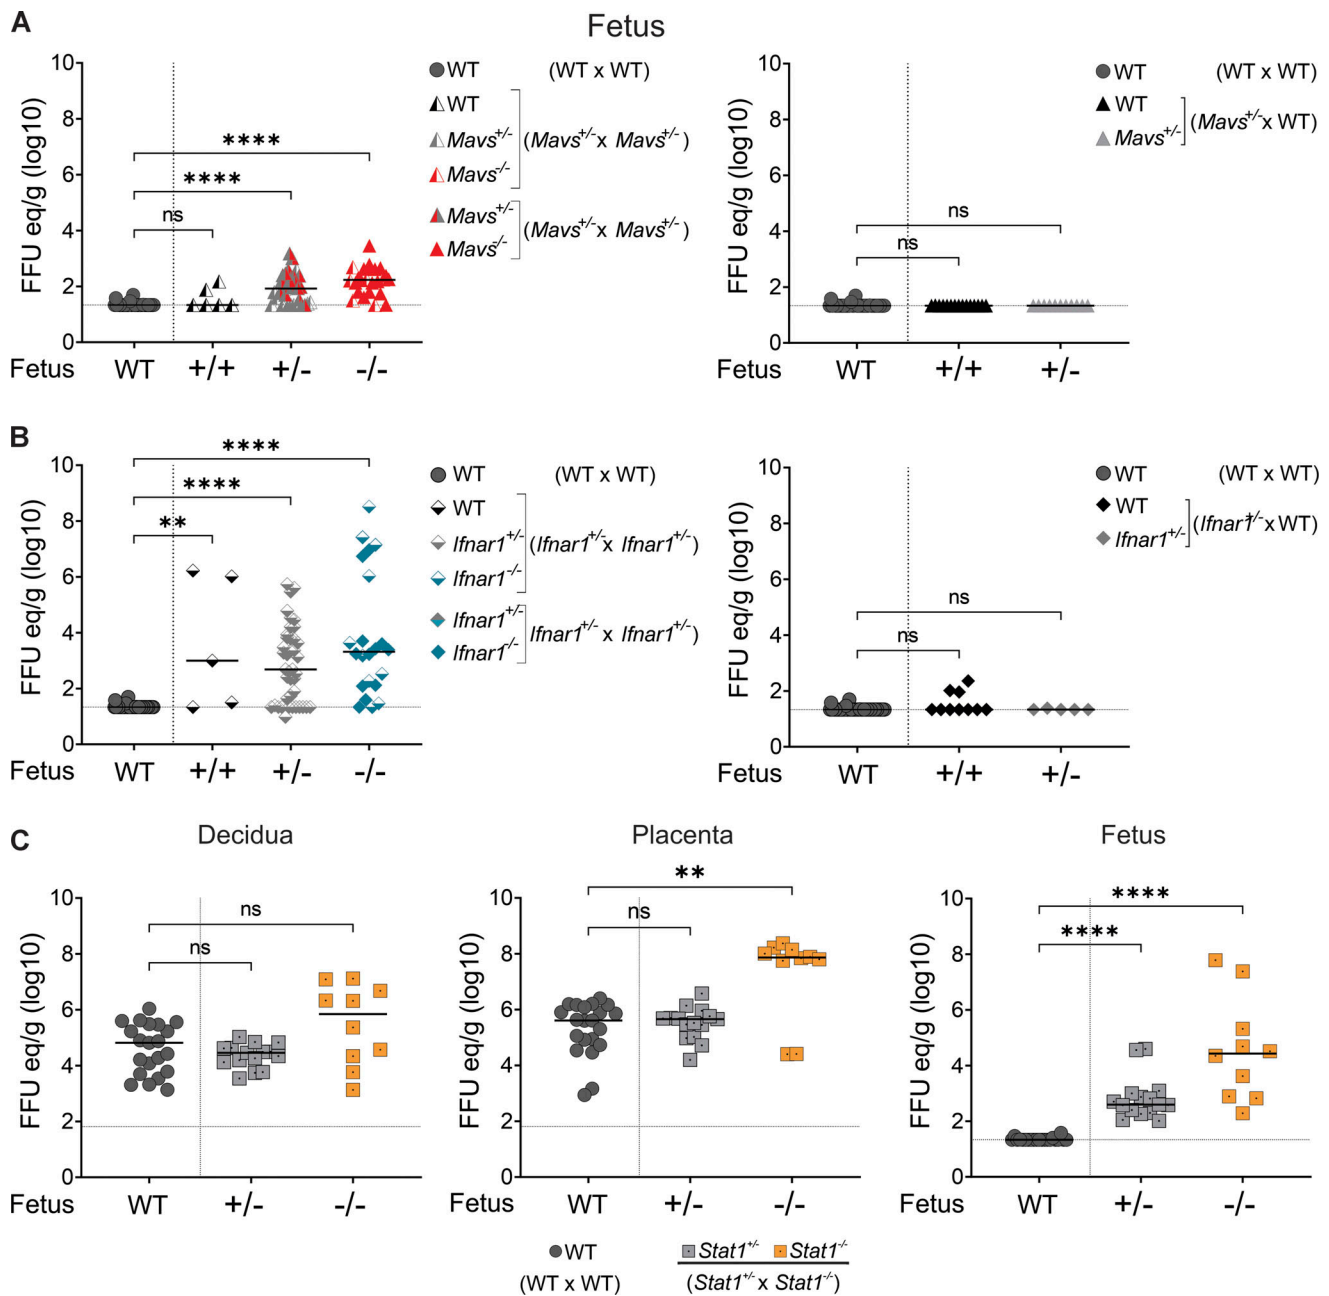 A
Fetus
FFU eq/g (log10)
10
8
6
4
2
0
****
****
ns
Fetus
WT
+/+
+/-
-/-
WT (WT x WT)
WT
Mavs+/- (Mavs+/- x Mavs+/-)
Mavs-/-
Mavs+/- (Mavs+/- x Mavs+/-)
Mavs-/-
FFU eq/g (log10)
10
8
6
4
2
0
ns
ns
Fetus
WT
+/+
+/-
WT (WT x WT)
WT (Mavs+/- x WT)
Mavs+/-
B
FFU eq/g (log10)
10
8
6
4
2
0
****
****
**
Fetus
WT
+/+
+/-
-/-
WT (WT x WT)
WT
Ifnar1+/- (Ifnar1+/- x Ifnar1+/-)
Ifnar1-/-
Ifnar1+/- Ifnar1+/- x Ifnar1+/-)
Ifnar1-/-
FFU eq/g (log10)
10
8
6
4
2
0
ns
ns
Fetus
WT
+/+
+/-
WT (WT x WT)
WT (Ifnar1+/- x WT)
Ifnar1+/-
C
Decidua
FFU eq/g (log10)
10
8
6
4
2
0
ns
ns
Fetus
WT
+/-
-/-
Placenta
FFU eq/g (log10)
10
8
6
4
2
0
**
ns
Fetus
WT
+/-
-/-
Fetus
FFU eq/g (log10)
10
8
6
4
2
0
****
****
Fetus
WT
+/-
-/-
WT
(WT x WT)
Stat1+/- Stat1-/-
(Stat1+/- x Stat1-/-)